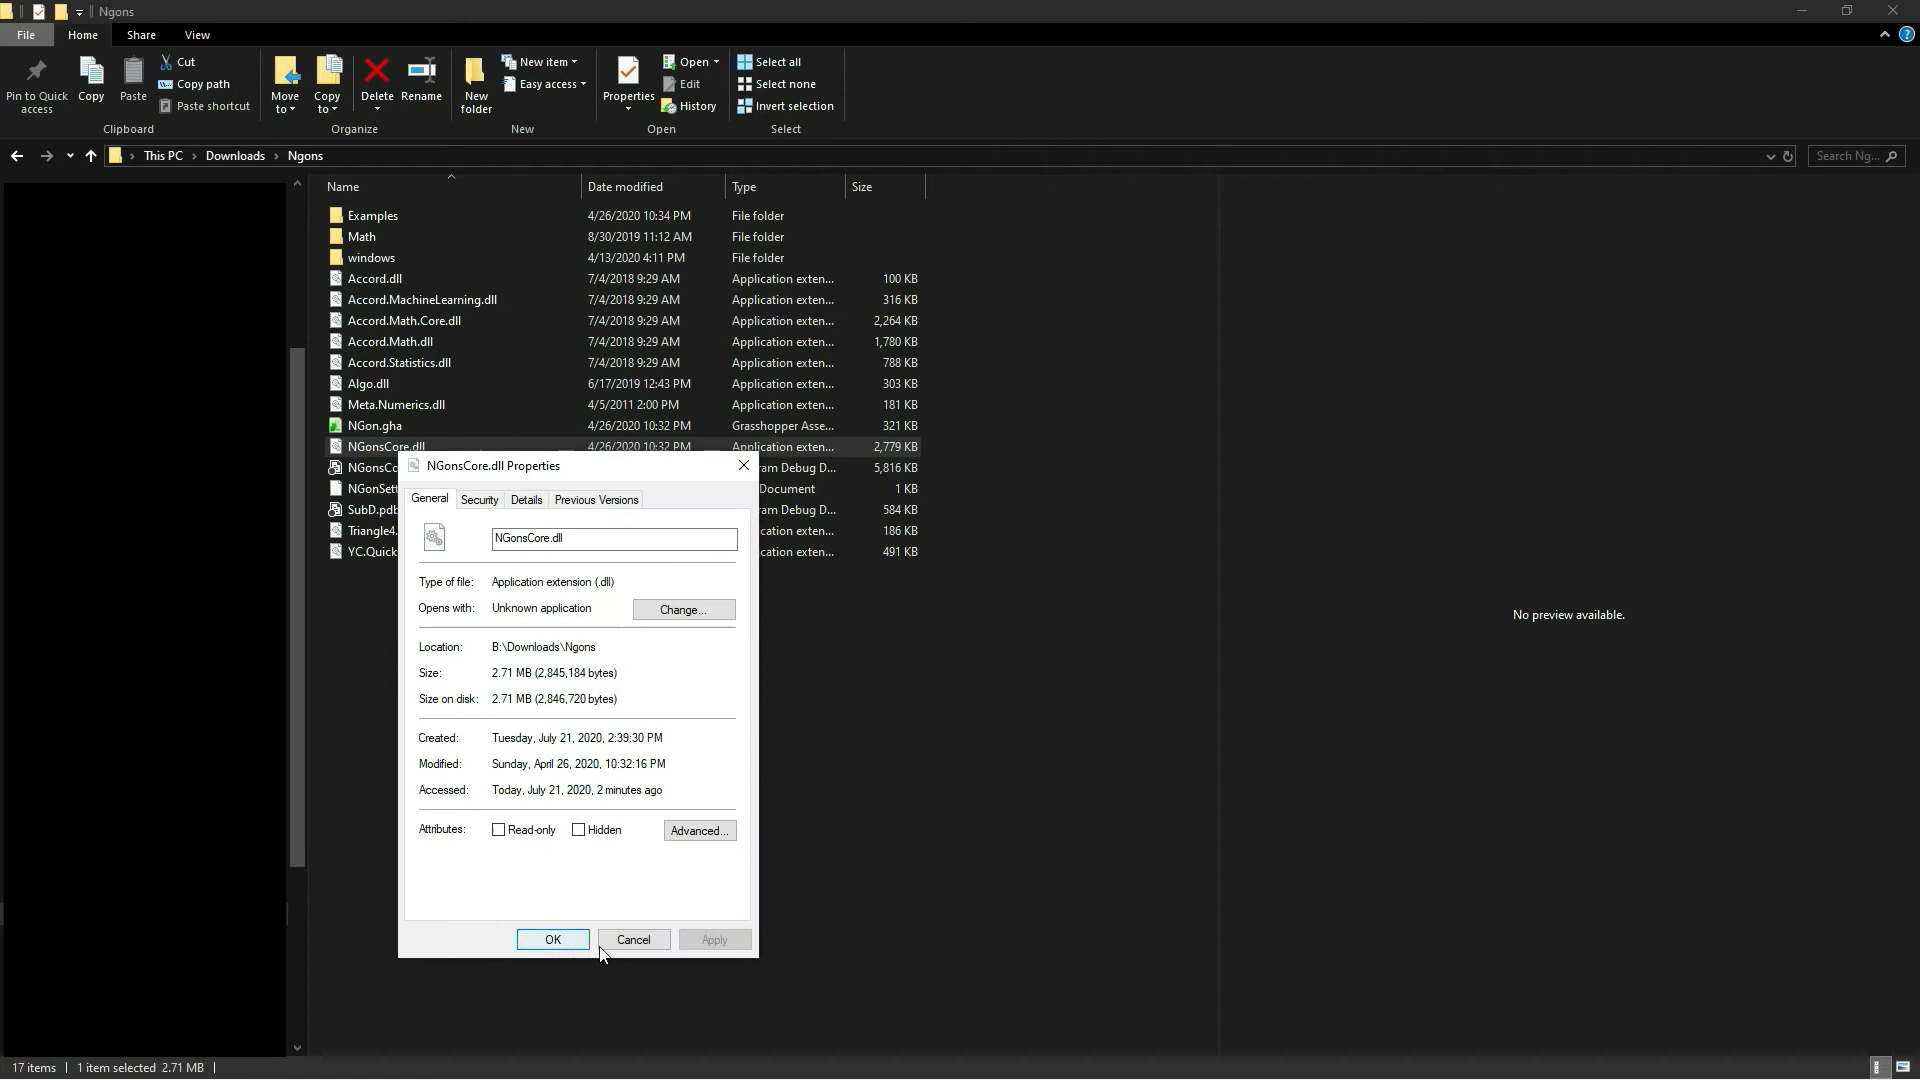 Ngons
File Home Share View
Pin to Quick access
Copy
Paste
Cut
Copy path
Paste shortcut
Clipboard
Move to
Copy to
Delete
Rename
Organize
New folder
New item
Easy access
New
Properties
Open
Edit
History
Open
Select all
Select none
Invert selection
Select
This PC > Downloads > Ngons
Search Ng...
Name Date modified Type Size
Examples 4/26/2020 10:34 PM File folder
Math 8/30/2019 11:12 AM File folder
windows 4/13/2020 4:11 PM File folder
Accord.dll 7/4/2018 9:29 AM Application exten... 100 KB
Accord.MachineLearning.dll 7/4/2018 9:29 AM Application exten... 316 KB
Accord.Math.Core.dll 7/4/2018 9:29 AM Application exten... 2,264 KB
Accord.Math.dll 7/4/2018 9:29 AM Application exten... 1,780 KB
Accord.Statistics.dll 7/4/2018 9:29 AM Application exten... 788 KB
Algo.dll 6/17/2019 12:43 PM Application exten... 303 KB
Meta.Numerics.dll 4/5/2011 2:00 PM Application exten... 181 KB
NGon.gha 4/26/2020 10:32 PM Grasshopper Asse... 321 KB
NGonsCore.dll 4/26/2020 10:32 PM Application exten... 2,779 KB
NGonsCo ram Debug D... 5,816 KB
NGonSett Document 1 KB
SubD.pdb ram Debug D... 584 KB
Triangle4. cation exten... 186 KB
YC.Quick cation exten... 491 KB
NGonsCore.dll Properties
General Security Details Previous Versions
NGonsCore.dll
Type of file: Application extension (.dll)
Opens with: Unknown application Change...
Location: B:\Downloads\Ngons
Size: 2.71 MB (2,845,184 bytes)
Size on disk: 2.71 MB (2,846,720 bytes)
Created: Tuesday, July 21, 2020, 2:39:30 PM
Modified: Sunday, April 26, 2020, 10:32:16 PM
Accessed: Today, July 21, 2020, 2 minutes ago
Attributes: Read-only Hidden Advanced...
OK Cancel Apply
No preview available.
17 items 1 item selected 2.71 MB